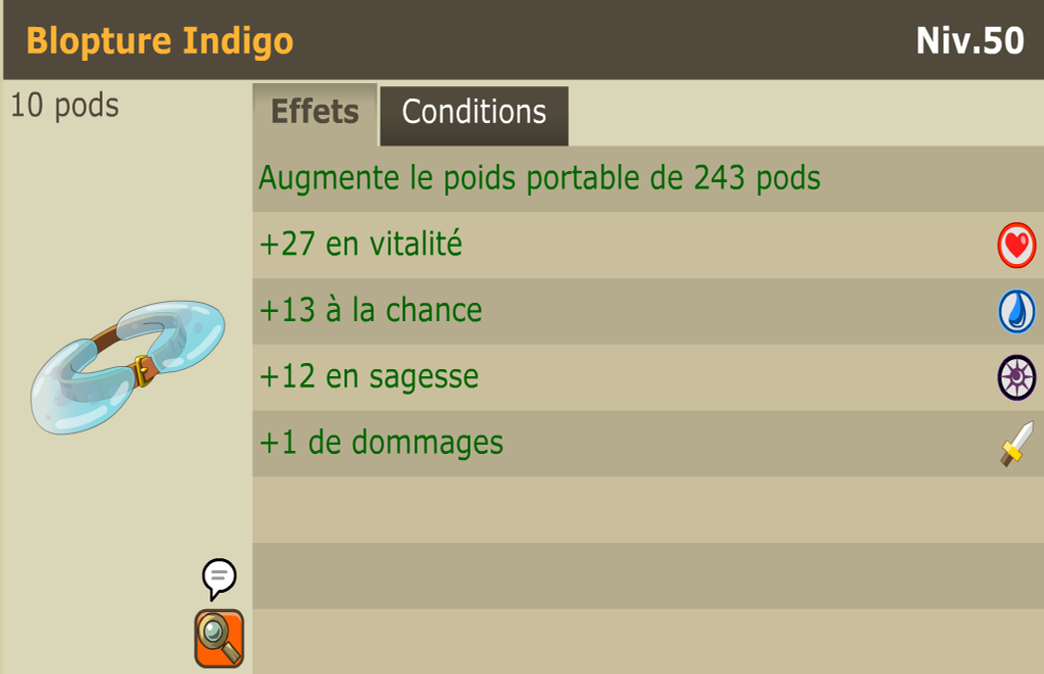 Blopture Indigo
Niv.50
10 pods
Effets
Conditions
Augmente le poids portable de 243 pods
+27 en vitalité
+13 à la chance
+12 en sagesse
+1 de dommages